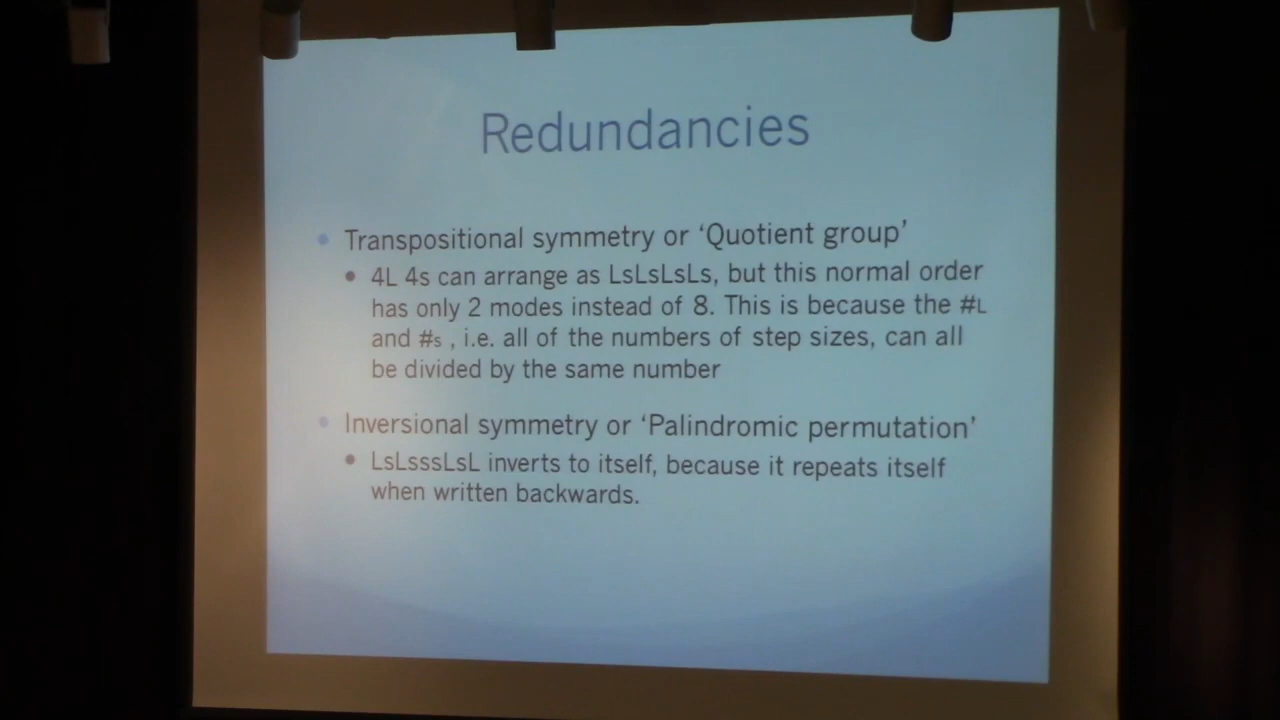 Redundancies
• Transpositional symmetry or ‘Quotient group’
• 4L 4s can arrange as LsLsLsLs, but this normal order
has only 2 modes instead of 8. This is because the #L
and #s , i.e. all of the numbers of step sizes, can all
be divided by the same number
• Inversional symmetry or ‘Palindromic permutation’
• LsLsssLsL inverts to itself, because it repeats itself
when written backwards.